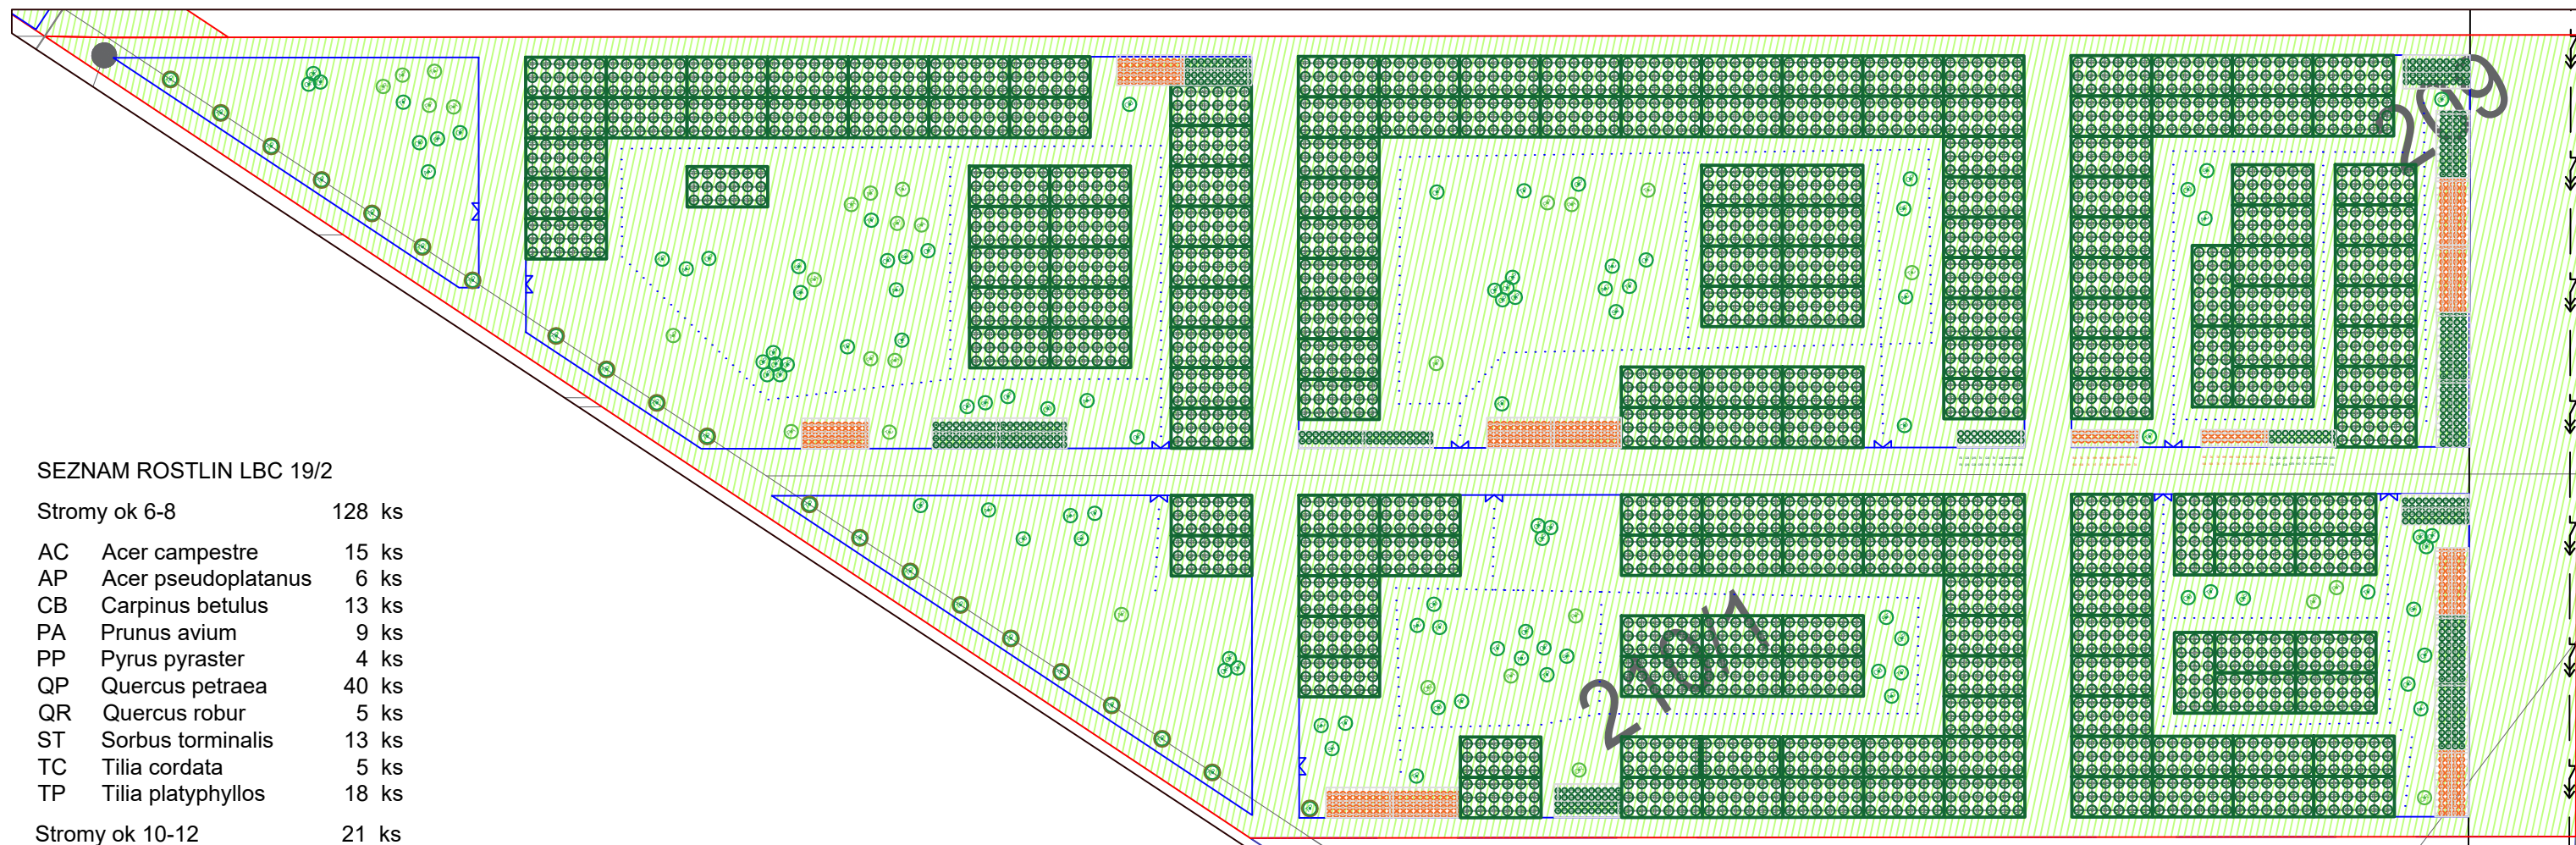 209
210/1
SEZNAM ROSTLIN LBC 19/2
Stromy ok 6-8 128 ks
AC Acer campestre 15 ks
AP Acer pseudoplatanus 6 ks
CB Carpinus betulus 13 ks
PA Prunus avium 9 ks
PP Pyrus pyraster 4 ks
QP Quercus petraea 40 ks
QR Quercus robur 5 ks
ST Sorbus torminalis 13 ks
TC Tilia cordata 5 ks
TP Tilia platyphyllos 18 ks
Stromy ok 10-12 21 ks